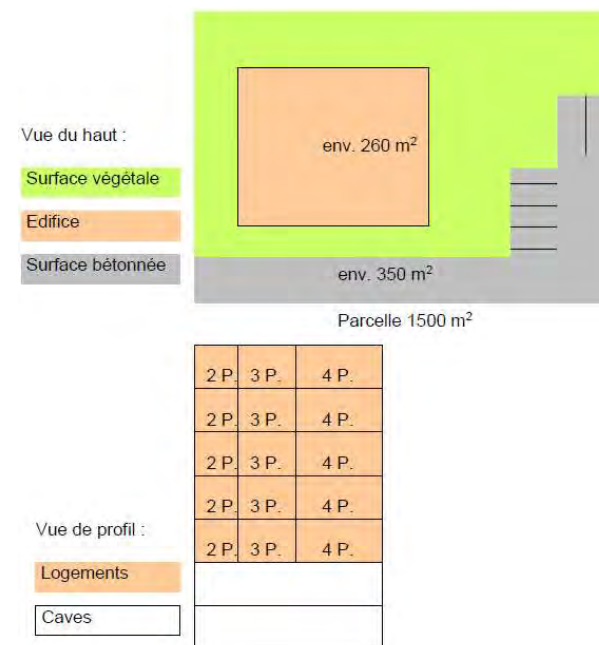 Vue du haut :
Surface végétale
Edifice
Surface bétonnée
env. 260 m²
env. 350 m²
Parcelle 1500 m²
2 P. 3 P. 4 P.
2 P. 3 P. 4 P.
2 P. 3 P. 4 P.
2 P. 3 P. 4 P.
2 P. 3 P. 4 P.
Vue de profil :
Logements
Caves